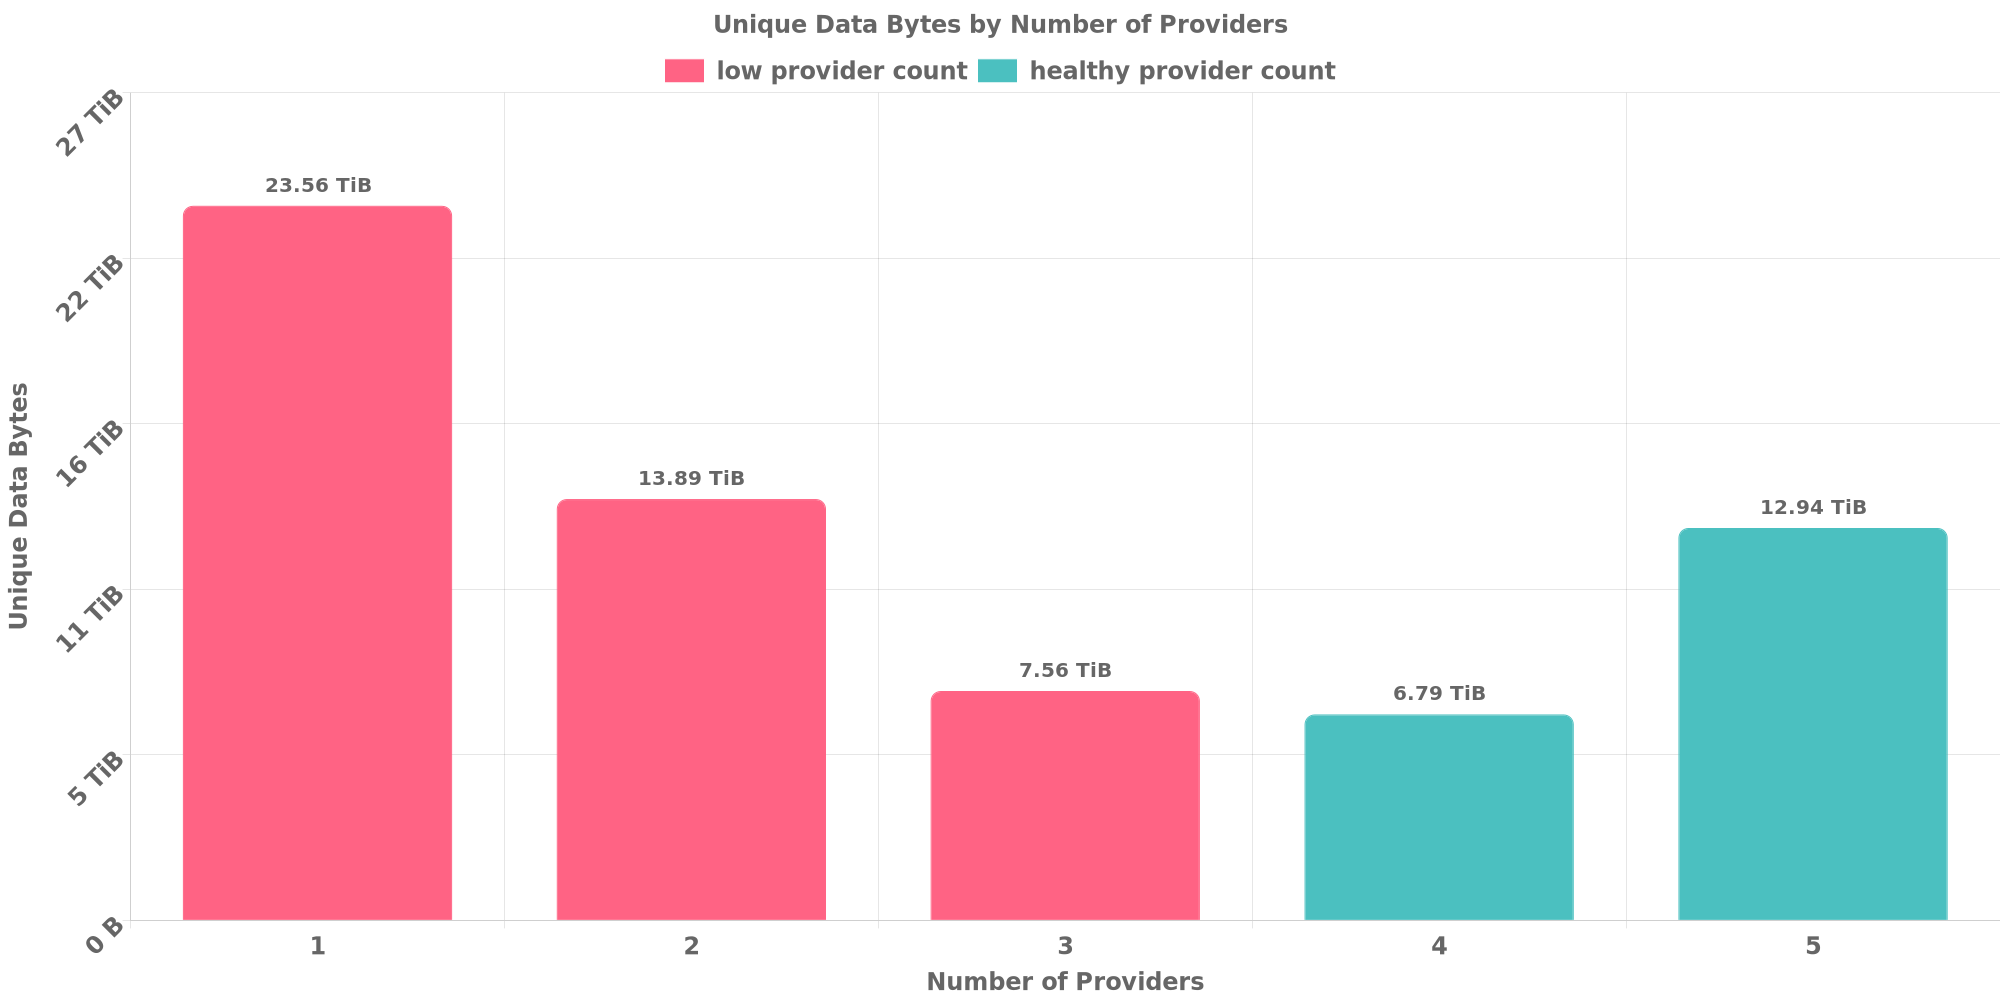 Unique Data Bytes by Number of Providers
low provider count
healthy provider count
27 TiB
22 TiB
16 TiB
11 TiB
5 TiB
0 B
Unique Data Bytes
23.56 TiB
13.89 TiB
7.56 TiB
6.79 TiB
12.94 TiB
1
2
3
4
5
Number of Providers